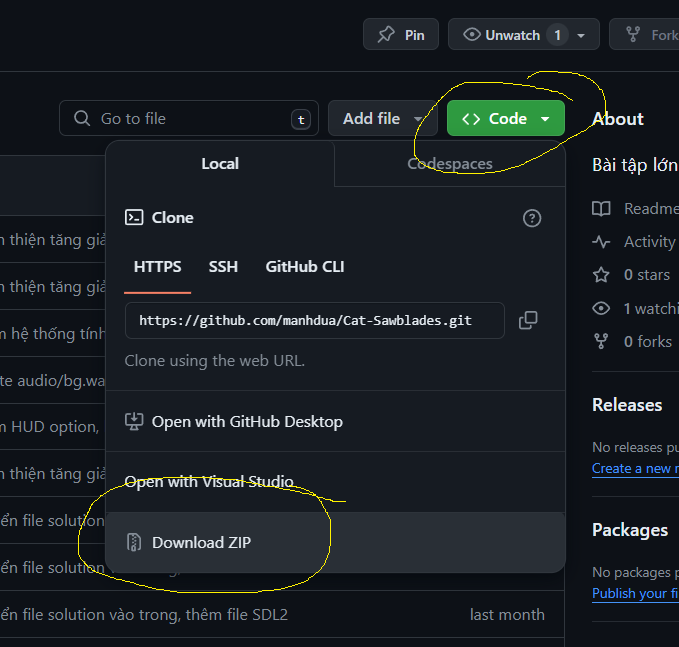 Pin
Unwatch 1
Fork
Go to file t
Add file
Code
About
Local
Codespaces
Bài tập lớn
Clone
Readme
n thiện tăng giả
Activity
HTTPS SSH GitHub CLI
0 stars
n thiện tăng giả
1 watchi
https://github.com/manhdua/Cat-Sawblades.git
m hệ thống tính
0 forks
Clone using the web URL.
te audio/bg.wa
Releases
Open with GitHub Desktop
m HUD option,
No releases pu
Create a new r
n thiện tăng giả
Open with Visual Studio
ển file solution
Packages
Download ZIP
ển file solution
No packages p
Publish your fi
ển file solution vào trong, thêm file SDL2
last month